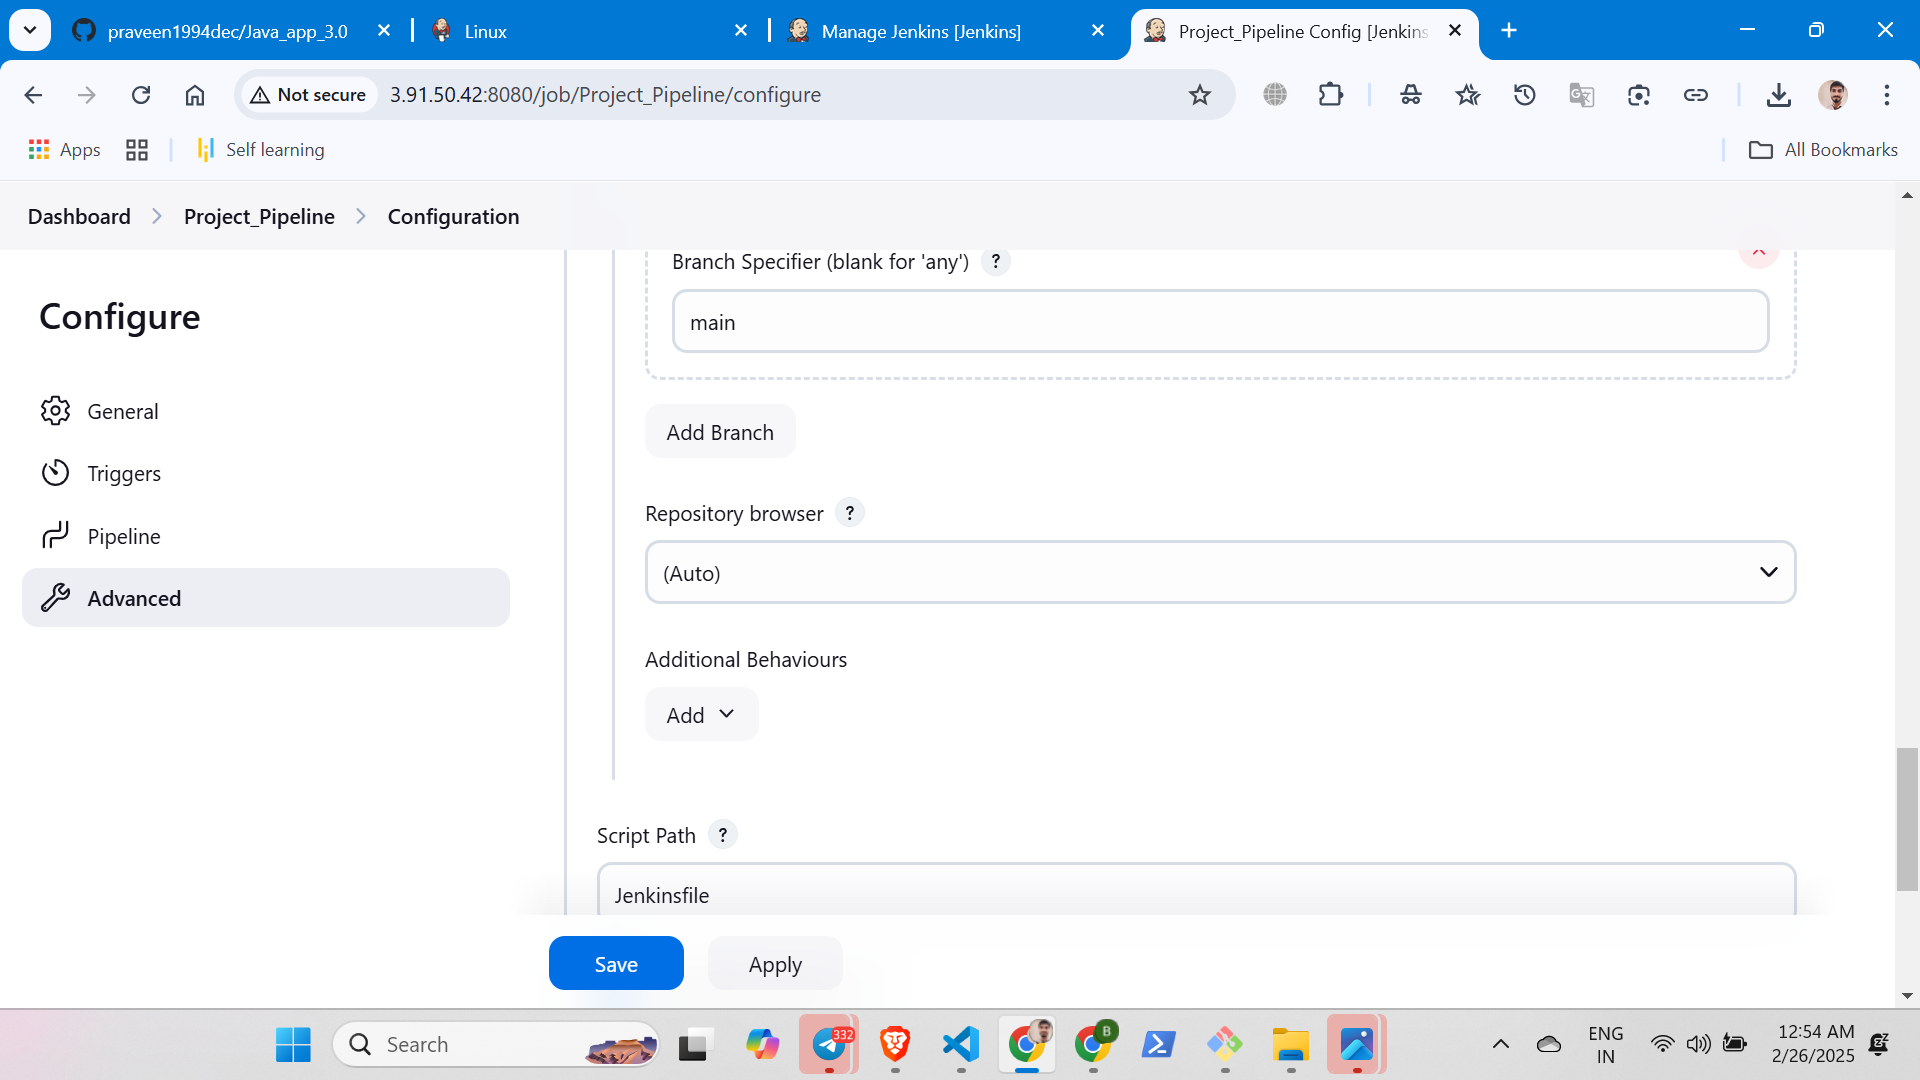 praveen1994dec/Java_app_3.0
Linux
Manage Jenkins [Jenkins]
Project_Pipeline Config [Jenkins
Not secure
3.91.50.42:8080/job/Project_Pipeline/configure
Apps
Self learning
All Bookmarks
Dashboard
Project_Pipeline
Configuration
Configure
General
Triggers
Pipeline
Advanced
Branch Specifier (blank for 'any') ?
main
Add Branch
Repository browser ?
(Auto)
Additional Behaviours
Add
Script Path ?
Jenkinsfile
Save
Apply
Search
332
B
ENG
IN
12:54 AM
2/26/2025